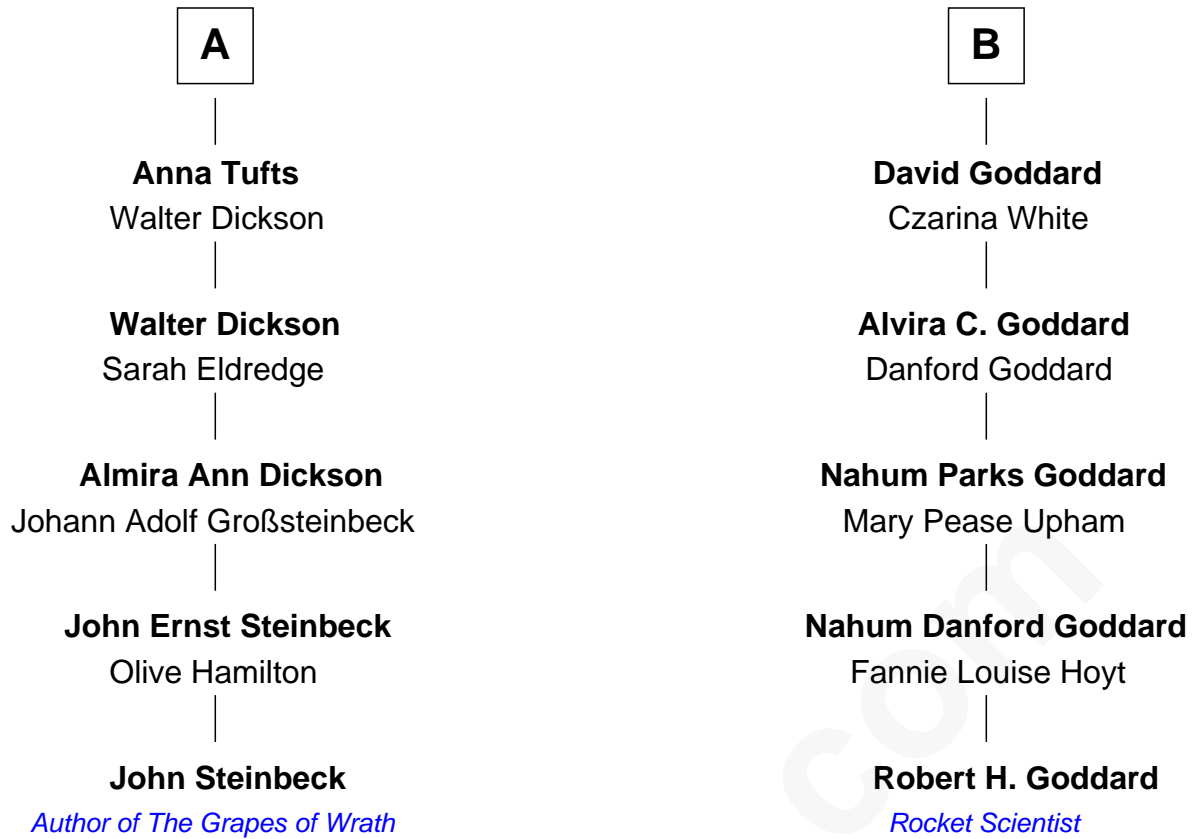 A
Anna Tufts
Walter Dickson
Walter Dickson
Sarah Eldredge
Almira Ann Dickson
Johann Adolf Großsteinbeck
John Ernst Steinbeck
Olive Hamilton
John Steinbeck
Author of The Grapes of Wrath
B
David Goddard
Czarina White
Alvira C. Goddard
Danford Goddard
Nahum Parks Goddard
Mary Pease Upham
Nahum Danford Goddard
Fannie Louise Hoyt
Robert H. Goddard
Rocket Scientist
com